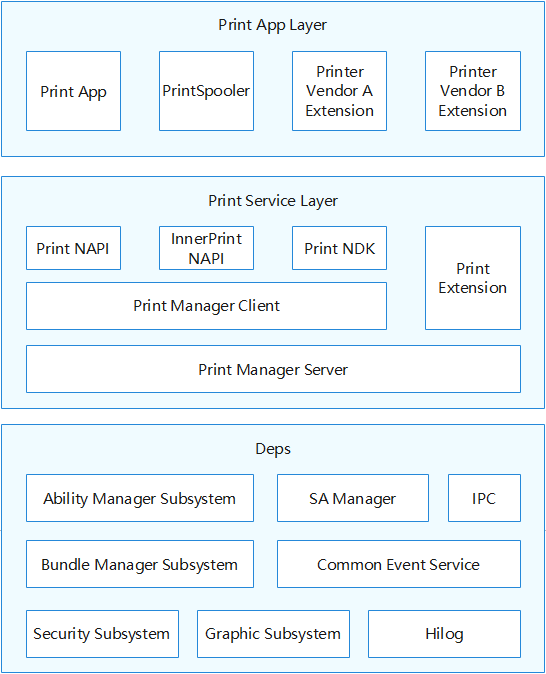 Print App Layer
Print App
PrintSpooler
Printer
Vendor A
Extension
Printer
Vendor B
Extension
Print Service Layer
Print NAPI
InnerPrint
NAPI
Print NDK
Print
Extension
Print Manager Client
Print Manager Server
Deps
Ability Manager Subsystem
SA Manager
IPC
Bundle Manager Subsystem
Common Event Service
Security Subsystem
Graphic Subsystem
Hilog